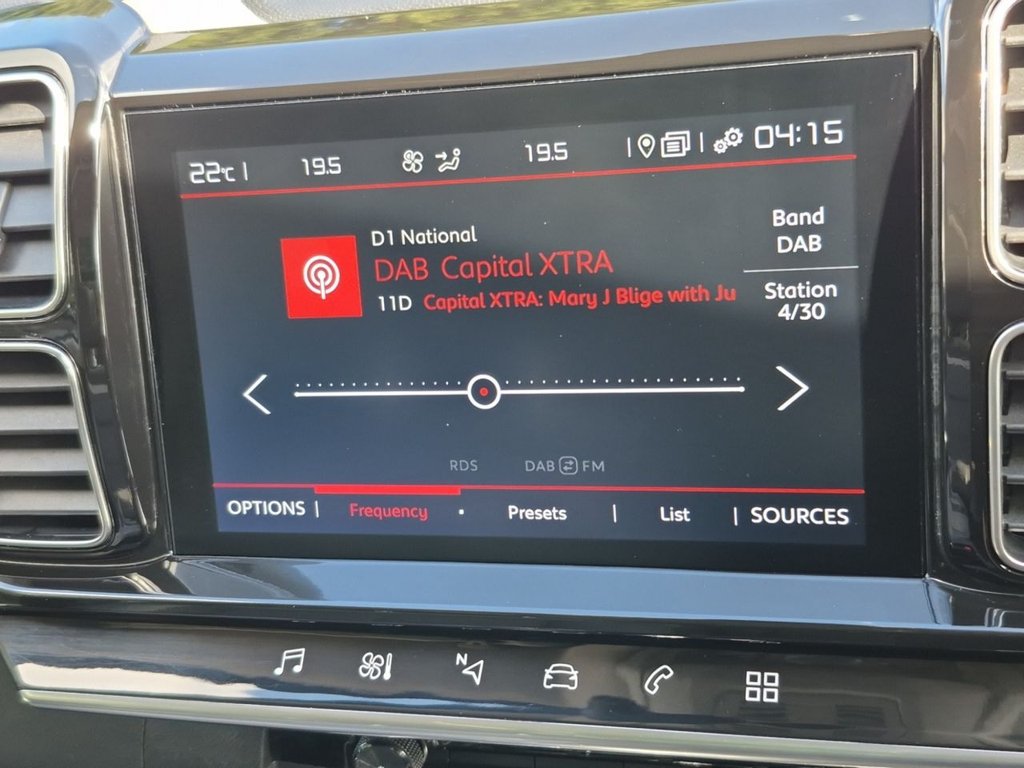 22°C | 19.5 19.5 | | 04:15
D1 National
DAB Capital XTRA
11D Capital XTRA: Mary J Blige with Ju
Band
DAB
Station
4/30
RDS DAB FM
OPTIONS | Frequency · Presets | List | SOURCES
N